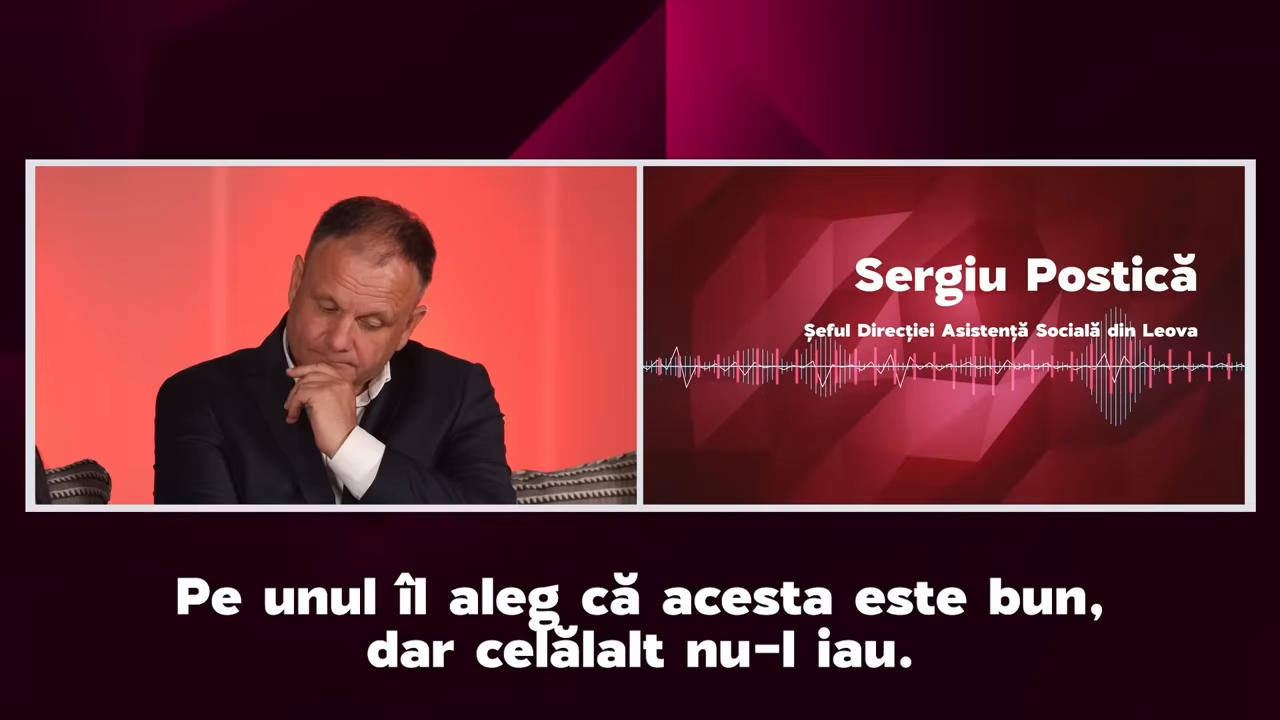 Sergiu Postică
Șeful Direcției Asistență Socială din Leova
Pe unul îl aleg că acesta este bun,
dar celălalt nu-l iau.